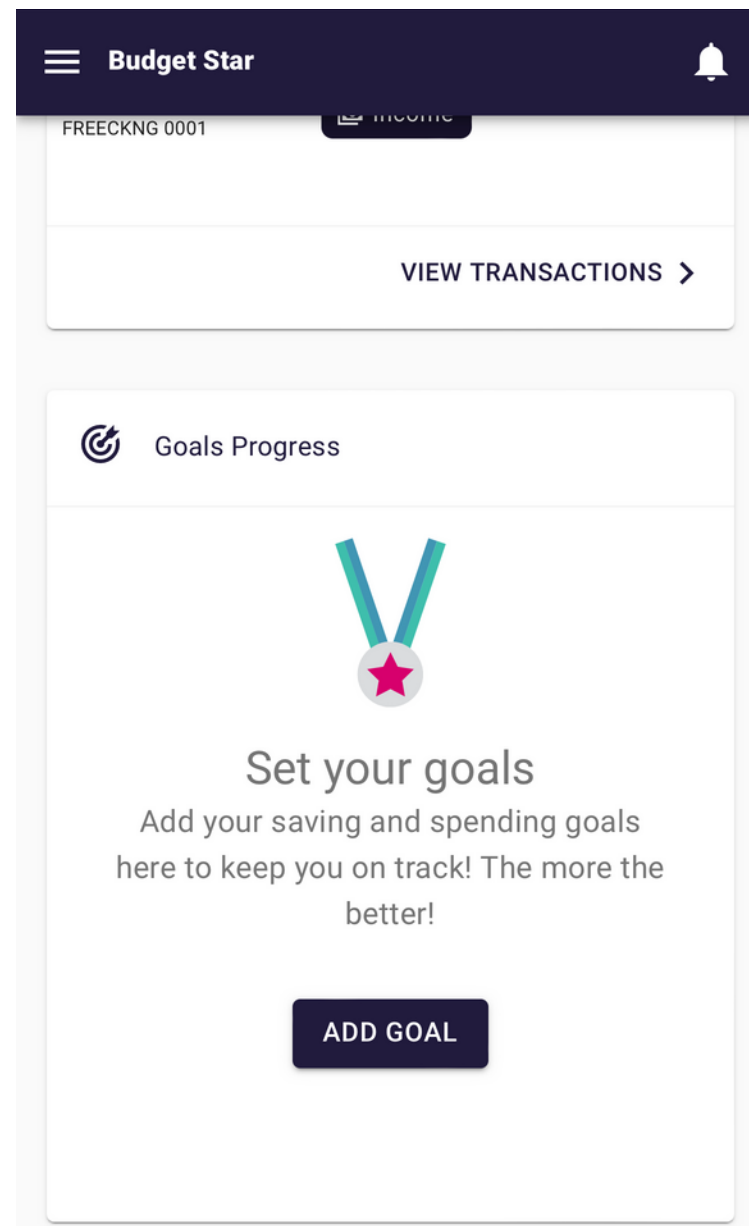 Budget Star
FREECKNG 0001
Income
VIEW TRANSACTIONS
Goals Progress
Set your goals
Add your saving and spending goals
here to keep you on track! The more the
better!
ADD GOAL